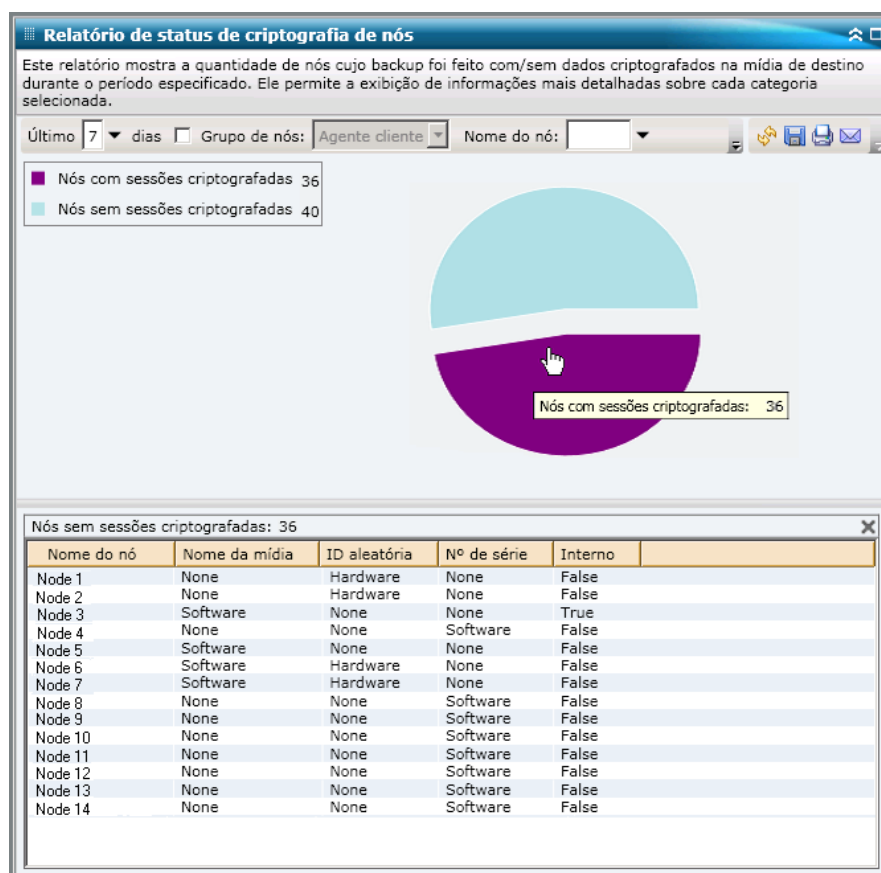 Relatório de status de criptografia de nós
Este relatório mostra a quantidade de nós cujo backup foi feito com/sem dados criptografados na mídia de destino
durante o período especificado. Ele permite a exibição de informações mais detalhadas sobre cada categoria
selecionada.
Último 7 dias Grupo de nós: Agente cliente Nome do nó:
Nós com sessões criptografadas 36
Nós sem sessões criptografadas 40
Nós com sessões criptografadas: 36
Nós sem sessões criptografadas: 36
Nome do nó Nome da mídia ID aleatória Nº de série Interno
Node 1 None Hardware None False
Node 2 None Hardware None False
Node 3 Software None None True
Node 4 None None Software False
Node 5 Software None None False
Node 6 Software Hardware None False
Node 7 Software Hardware None False
Node 8 None None Software False
Node 9 None None Software False
Node 10 None None Software False
Node 11 None None Software False
Node 12 None None Software False
Node 13 None None Software False
Node 14 None None Software False